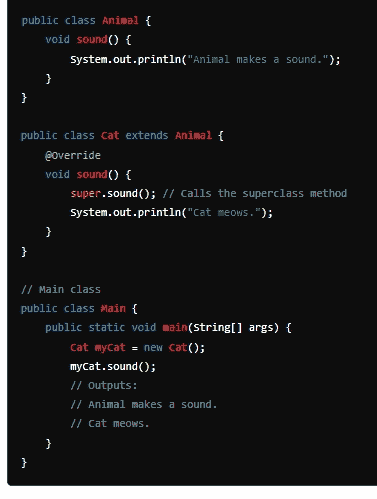 public class Animal {
    void sound() {
        System.out.println("Animal makes a sound.");
    }
}

public class Cat extends Animal {
    @Override
    void sound() {
        super.sound(); // Calls the superclass method
        System.out.println("Cat meows.");
    }
}

// Main class
public class Main {
    public static void main(String[] args) {
        Cat myCat = new Cat();
        myCat.sound();
        // Outputs:
        // Animal makes a sound.
        // Cat meows.
    }
}